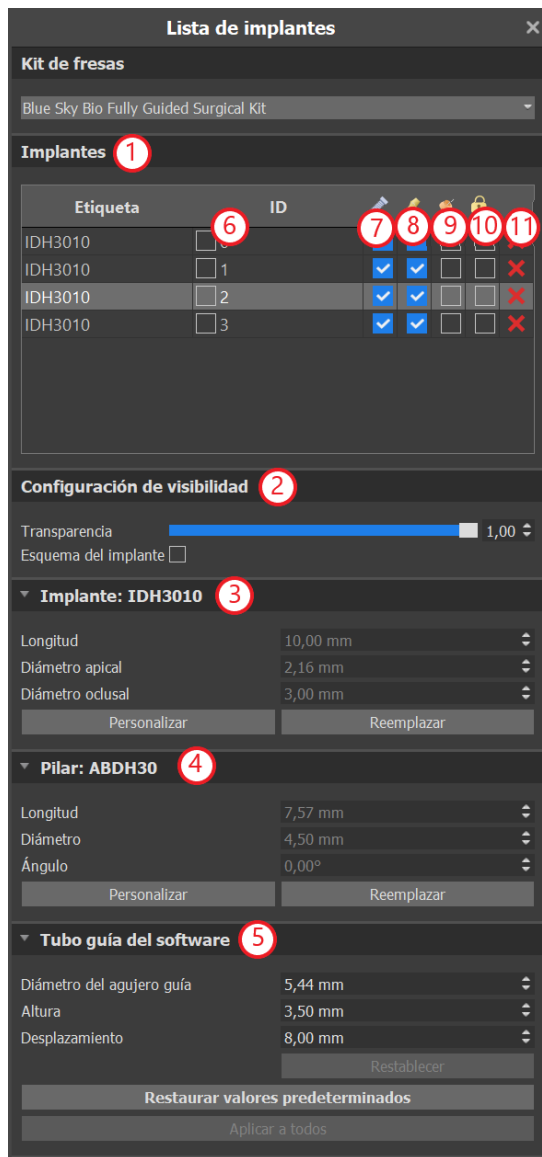 Lista de implantes
Kit de fresas
Blue Sky Bio Fully Guided Surgical Kit
Implantes 1
Etiqueta ID 6 7 8 9 10 11
IDH3010
IDH3010 1
IDH3010 2
IDH3010 3
Configuración de visibilidad 2
Transparencia 1,00
Esquema del implante
Implante: IDH3010 3
Longitud 10,00 mm
Diámetro apical 2,16 mm
Diámetro oclusal 3,00 mm
Personalizar Reemplazar
Pilar: ABDH30 4
Longitud 7,57 mm
Diámetro 4,50 mm
Ángulo 0,00°
Personalizar Reemplazar
Tubo guía del software 5
Diámetro del agujero guía 5,44 mm
Altura 3,50 mm
Desplazamiento 8,00 mm
Restablecer
Restaurar valores predeterminados
Aplicar a todos